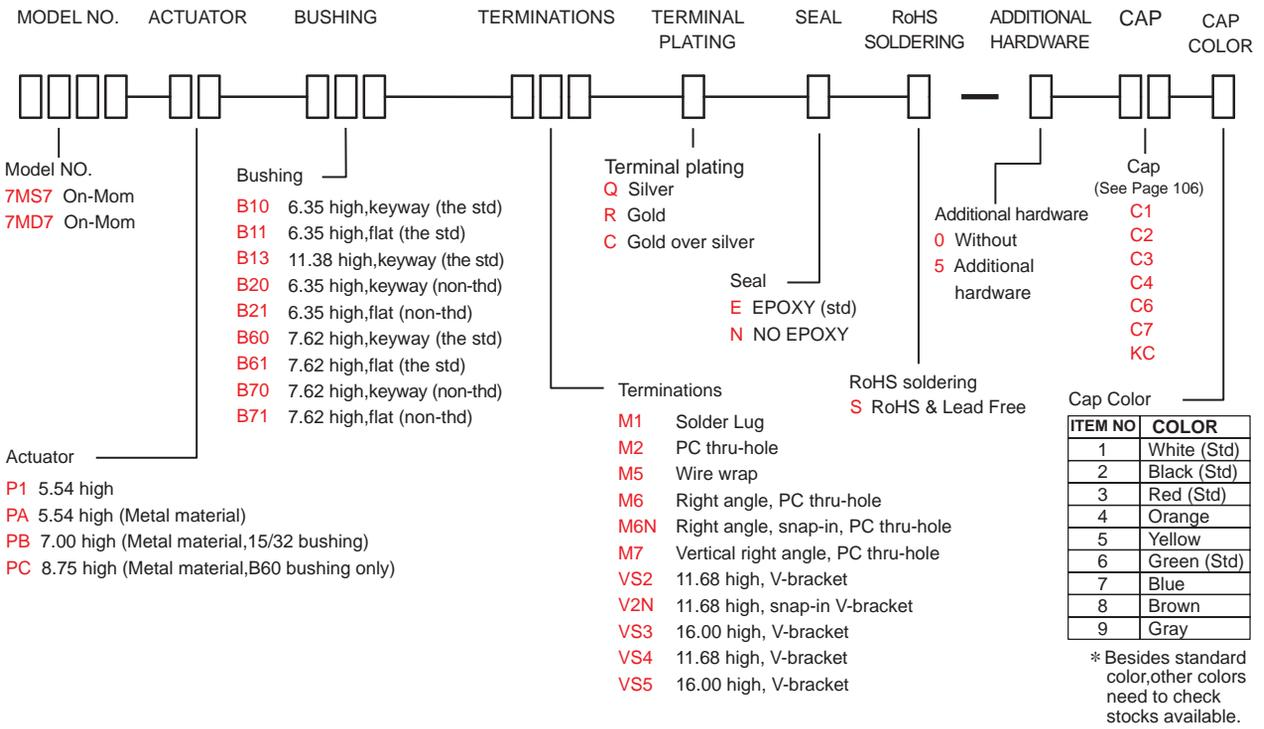 MODEL NO. ACTUATOR BUSHING TERMINATIONS TERMINAL PLATING SEAL RoHS SOLDERING ADDITIONAL HARDWARE CAP CAP COLOR
Model NO.
7MS7 On-Mom
7MD7 On-Mom
Actuator
P1 5.54 high
PA 5.54 high (Metal material)
PB 7.00 high (Metal material,15/32 bushing)
PC 8.75 high (Metal material,B60 bushing only)
Bushing
B10 6.35 high,keyway (the std)
B11 6.35 high,flat (the std)
B13 11.38 high,keyway (the std)
B20 6.35 high,keyway (non-thd)
B21 6.35 high,flat (non-thd)
B60 7.62 high,keyway (the std)
B61 7.62 high,flat (the std)
B70 7.62 high,keyway (non-thd)
B71 7.62 high,flat (non-thd)
Terminations
M1 Solder Lug
M2 PC thru-hole
M5 Wire wrap
M6 Right angle, PC thru-hole
M6N Right angle, snap-in, PC thru-hole
M7 Vertical right angle, PC thru-hole
VS2 11.68 high, V-bracket
V2N 11.68 high, snap-in V-bracket
VS3 16.00 high, V-bracket
VS4 11.68 high, V-bracket
VS5 16.00 high, V-bracket
Terminal plating
Q Silver
R Gold
C Gold over silver
Seal
E EPOXY (std)
N NO EPOXY
RoHS soldering
S RoHS & Lead Free
Additional hardware
0 Without
5 Additional
hardware
Cap
(See Page 106)
C1
C2
C3
C4
C6
C7
KC
Cap Color
ITEM NO COLOR
1 White (Std)
2 Black (Std)
3 Red (Std)
4 Orange
5 Yellow
6 Green (Std)
7 Blue
8 Brown
9 Gray
* Besides standard
color,other colors
need to check
stocks available.